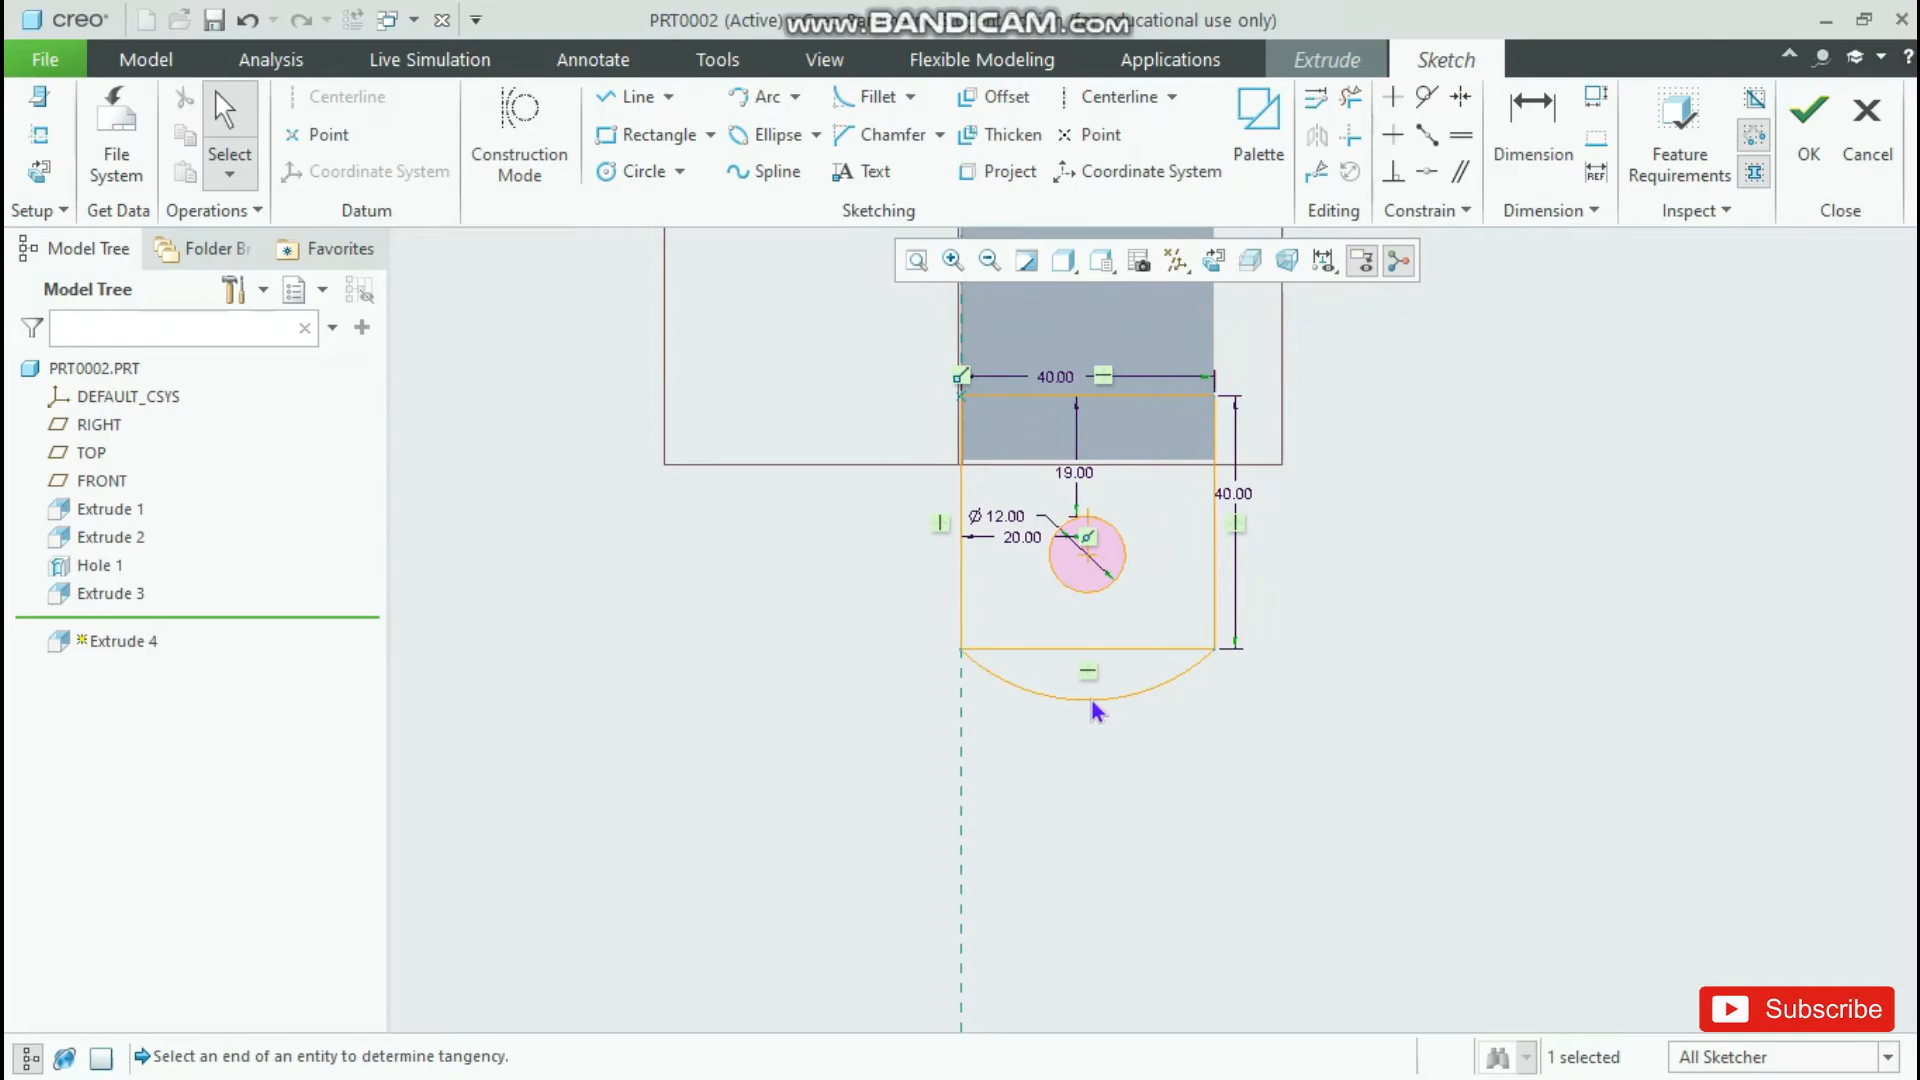 creo
PRT0002 (Active)
www.BANDICAM.com
for educational use only)
File
Model
Analysis
Live Simulation
Annotate
Tools
View
Flexible Modeling
Applications
Extrude
Sketch
?
Centerline
Line
Arc
Fillet
Offset
Centerline
Point
Rectangle
Ellipse
Chamfer
Thicken
Point
File
System
Select
Coordinate System
Construction
Mode
Circle
Spline
Text
Project
Coordinate System
Palette
Dimension
REF
Feature
Requirements
OK
Cancel
Setup
Get Data
Operations
Datum
Sketching
Editing
Constrain
Dimension
Inspect
Close
Model Tree
Folder Br
Favorites
Model Tree
PRT0002.PRT
DEFAULT_CSYS
RIGHT
TOP
FRONT
Extrude 1
Extrude 2
Hole 1
Extrude 3
Extrude 4
40.00
19.00
40.00
Ø 12.00
20.00
Subscribe
Select an end of an entity to determine tangency.
1 selected
All Sketcher